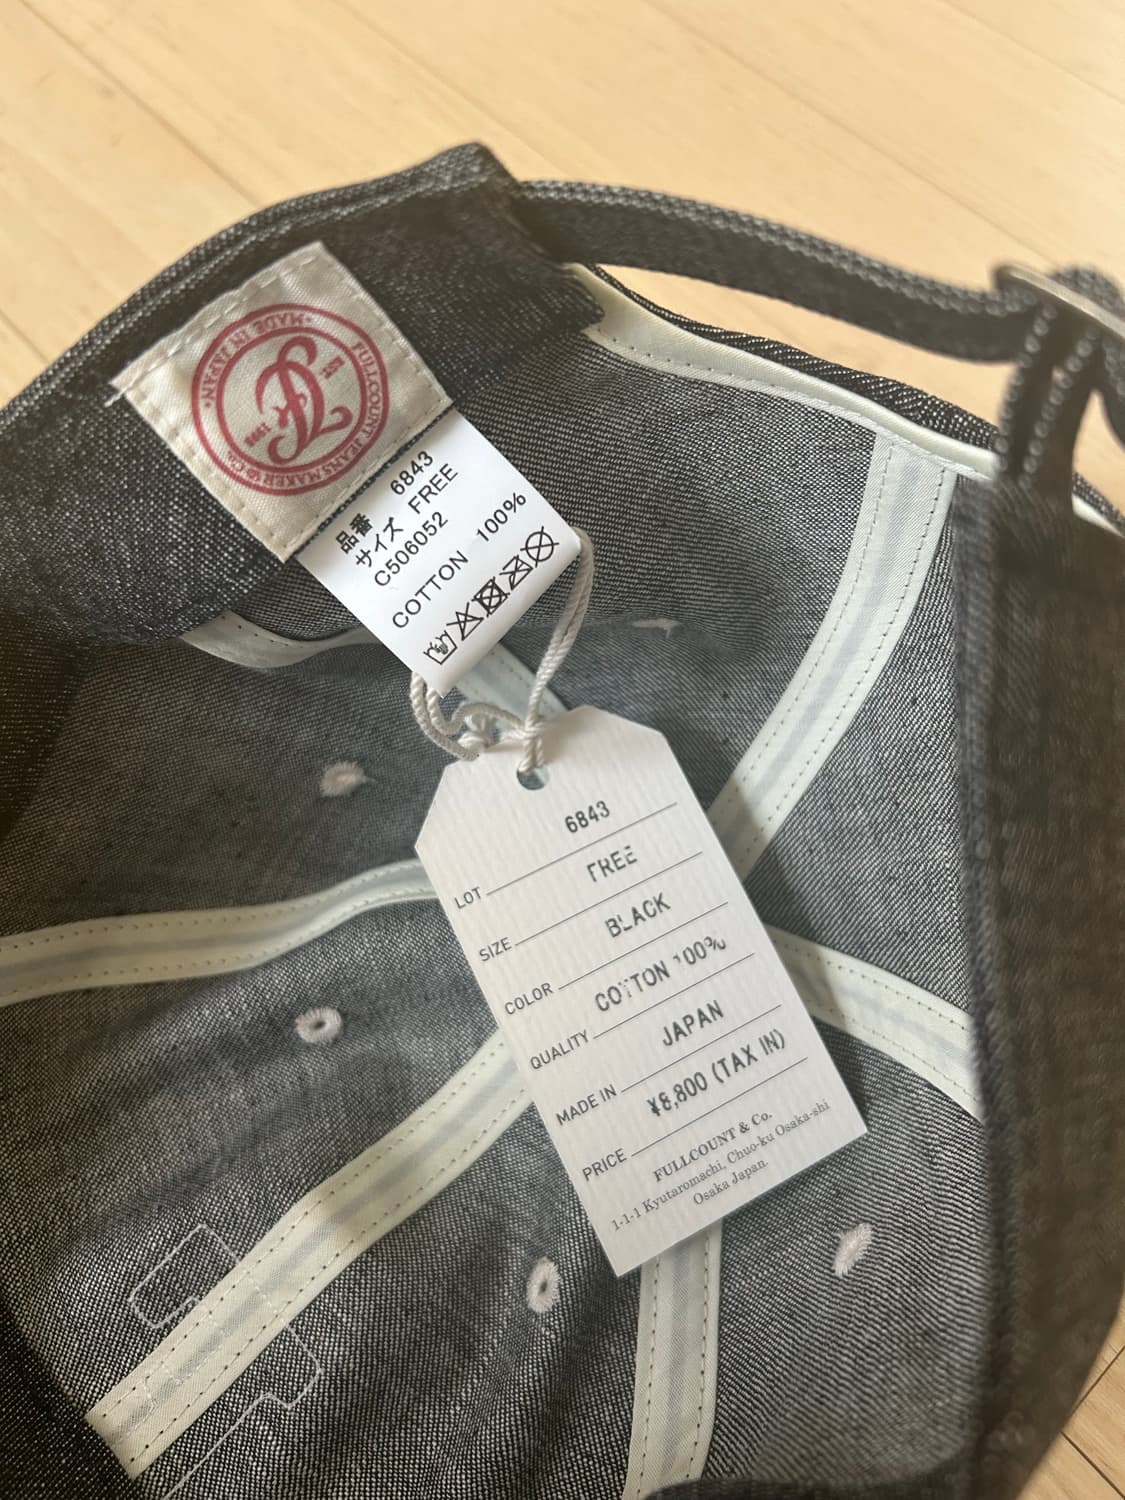 FULLCOUNT JEANSMAKER & Co.
・MADE IN JAPAN・
EST
1993
品番 6843
サイズ FREE
C506052
COTTON 100%
LOT 6843
SIZE FREE
COLOR BLACK
QUALITY COTTON 100%
MADE IN JAPAN
PRICE ¥8,800 (TAX IN)
FULLCOUNT & Co.
1-1-1 Kyutaromachi, Chuo-ku Osaka-shi
Osaka Japan.